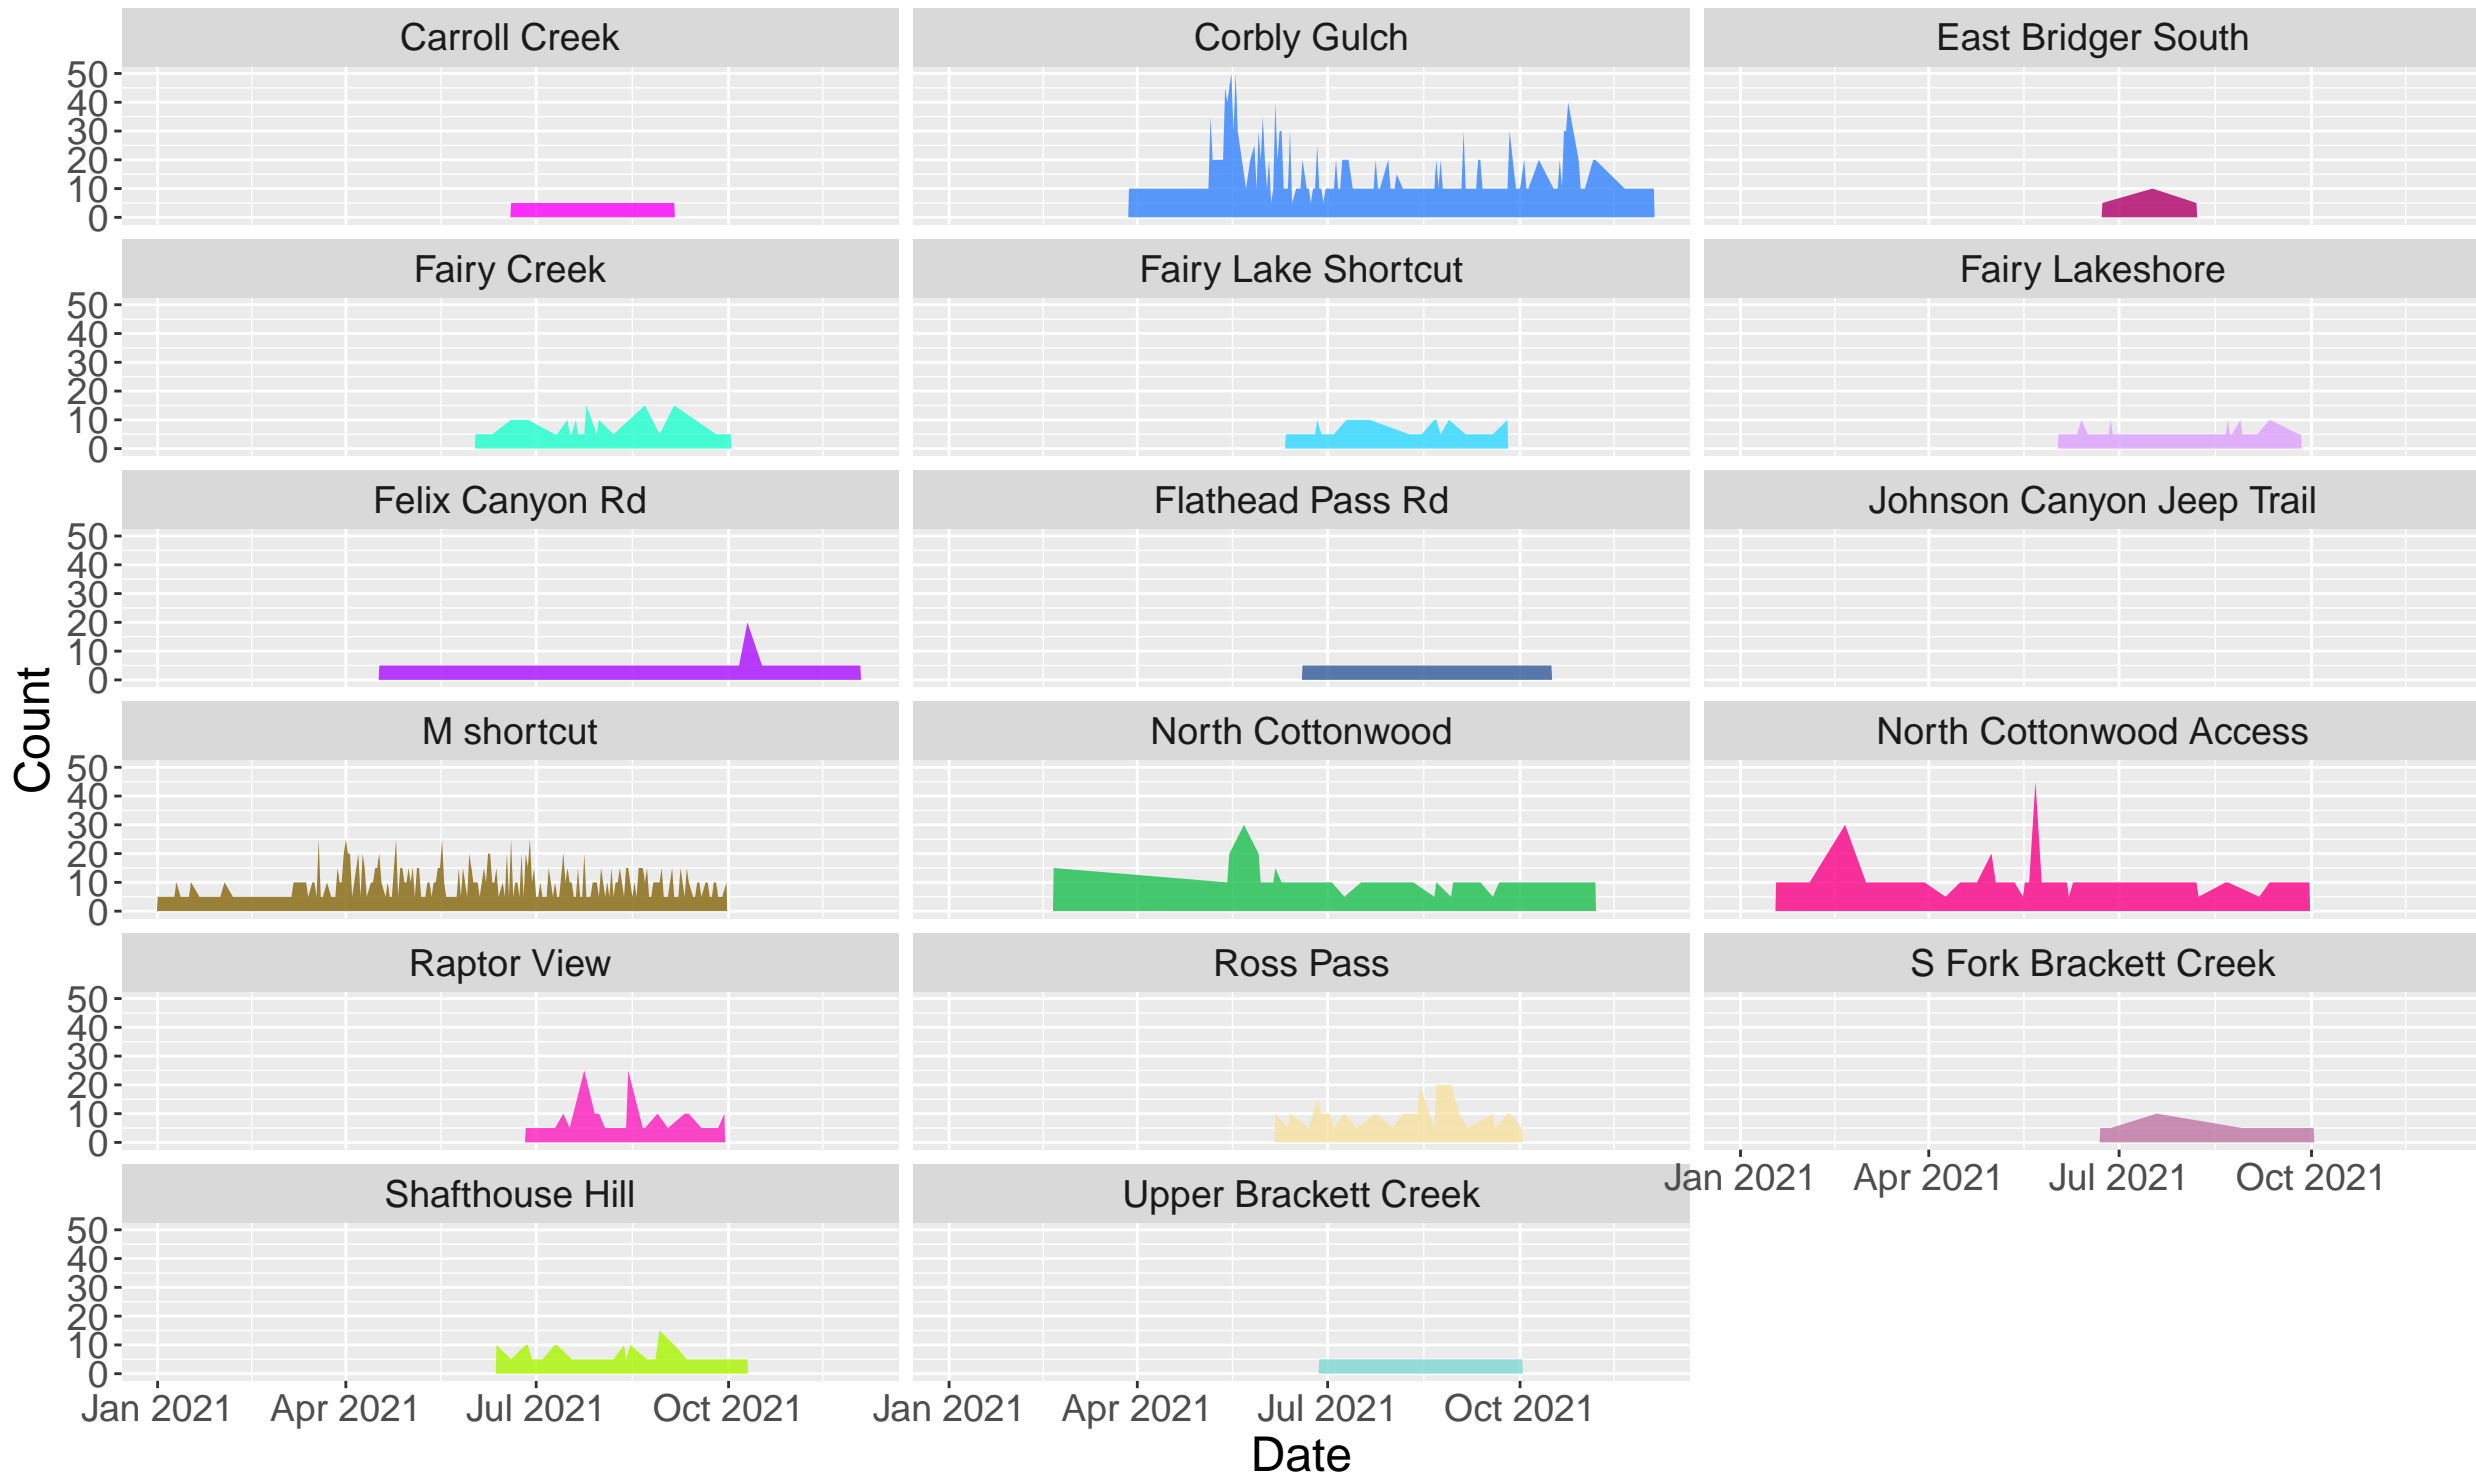 Carroll Creek
Corbly Gulch
East Bridger South
50
40
30
20
10
0
Fairy Creek
Fairy Lake Shortcut
Fairy Lakeshore
50
40
30
20
10
0
Felix Canyon Rd
Flathead Pass Rd
Johnson Canyon Jeep Trail
50
40
30
20
10
0
Count
M shortcut
North Cottonwood
North Cottonwood Access
50
40
30
20
10
0
Raptor View
Ross Pass
S Fork Brackett Creek
50
40
30
20
10
0
Jan 2021 Apr 2021 Jul 2021 Oct 2021
Shafthouse Hill
Upper Brackett Creek
50
40
30
20
10
0
Jan 2021 Apr 2021 Jul 2021 Oct 2021
Jan 2021 Apr 2021 Jul 2021 Oct 2021
Date